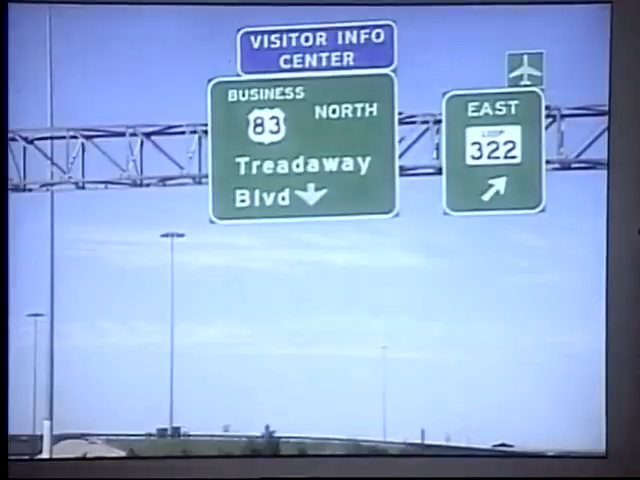 VISITOR INFO
CENTER
BUSINESS
83
NORTH
Treadaway
Blvd
EAST
LOOP
322